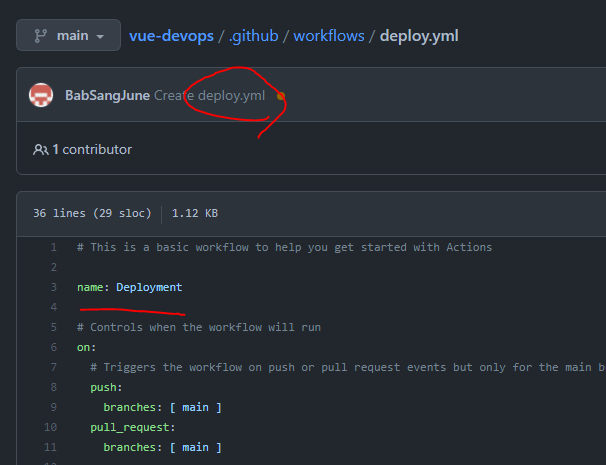 main
vue-devops / .github / workflows / deploy.yml
BabSangJune Create deploy.yml
1 contributor
36 lines (29 sloc) 1.12 KB
1 # This is a basic workflow to help you get started with Actions
2
3 name: Deployment
4
5 # Controls when the workflow will run
6 on:
7 # Triggers the workflow on push or pull request events but only for the main b
8 push:
9 branches: [ main ]
10 pull_request:
11 branches: [ main ]